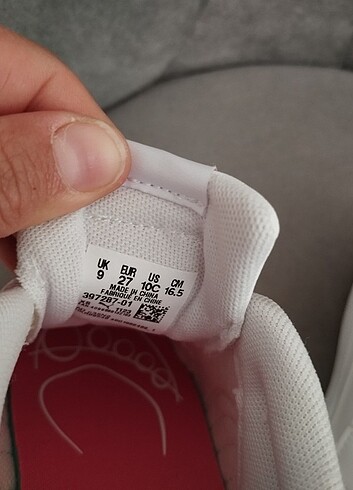 UK EUR US CM
9 27 10C 16.5
MADE IN CHINA
FABRIQUÉ EN CHINE
397287-01